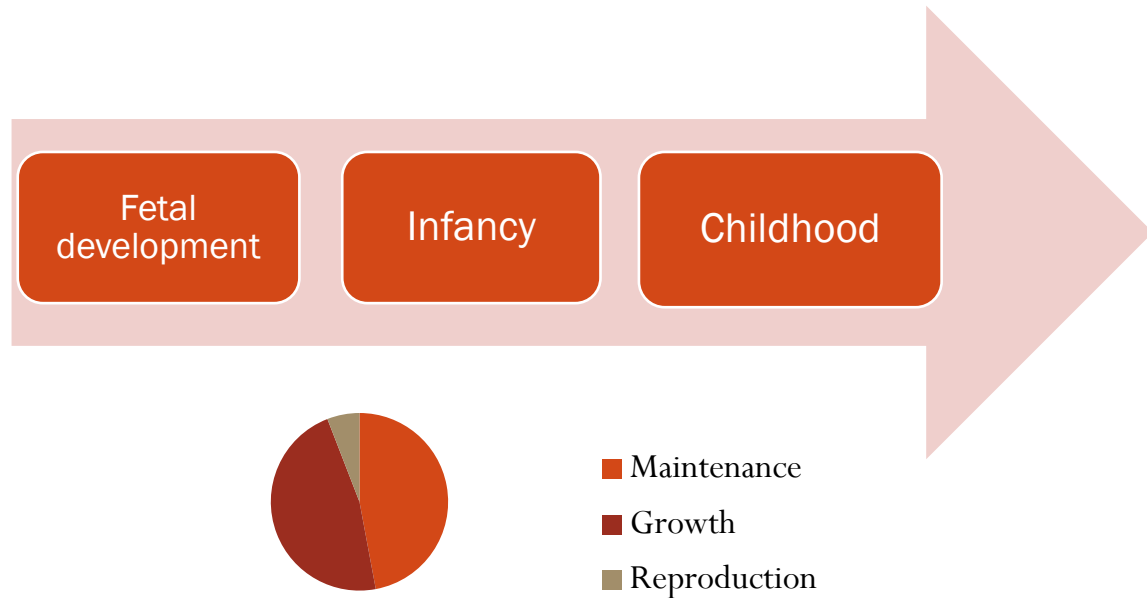 Fetal
development
Infancy
Childhood
Maintenance
Growth
Reproduction